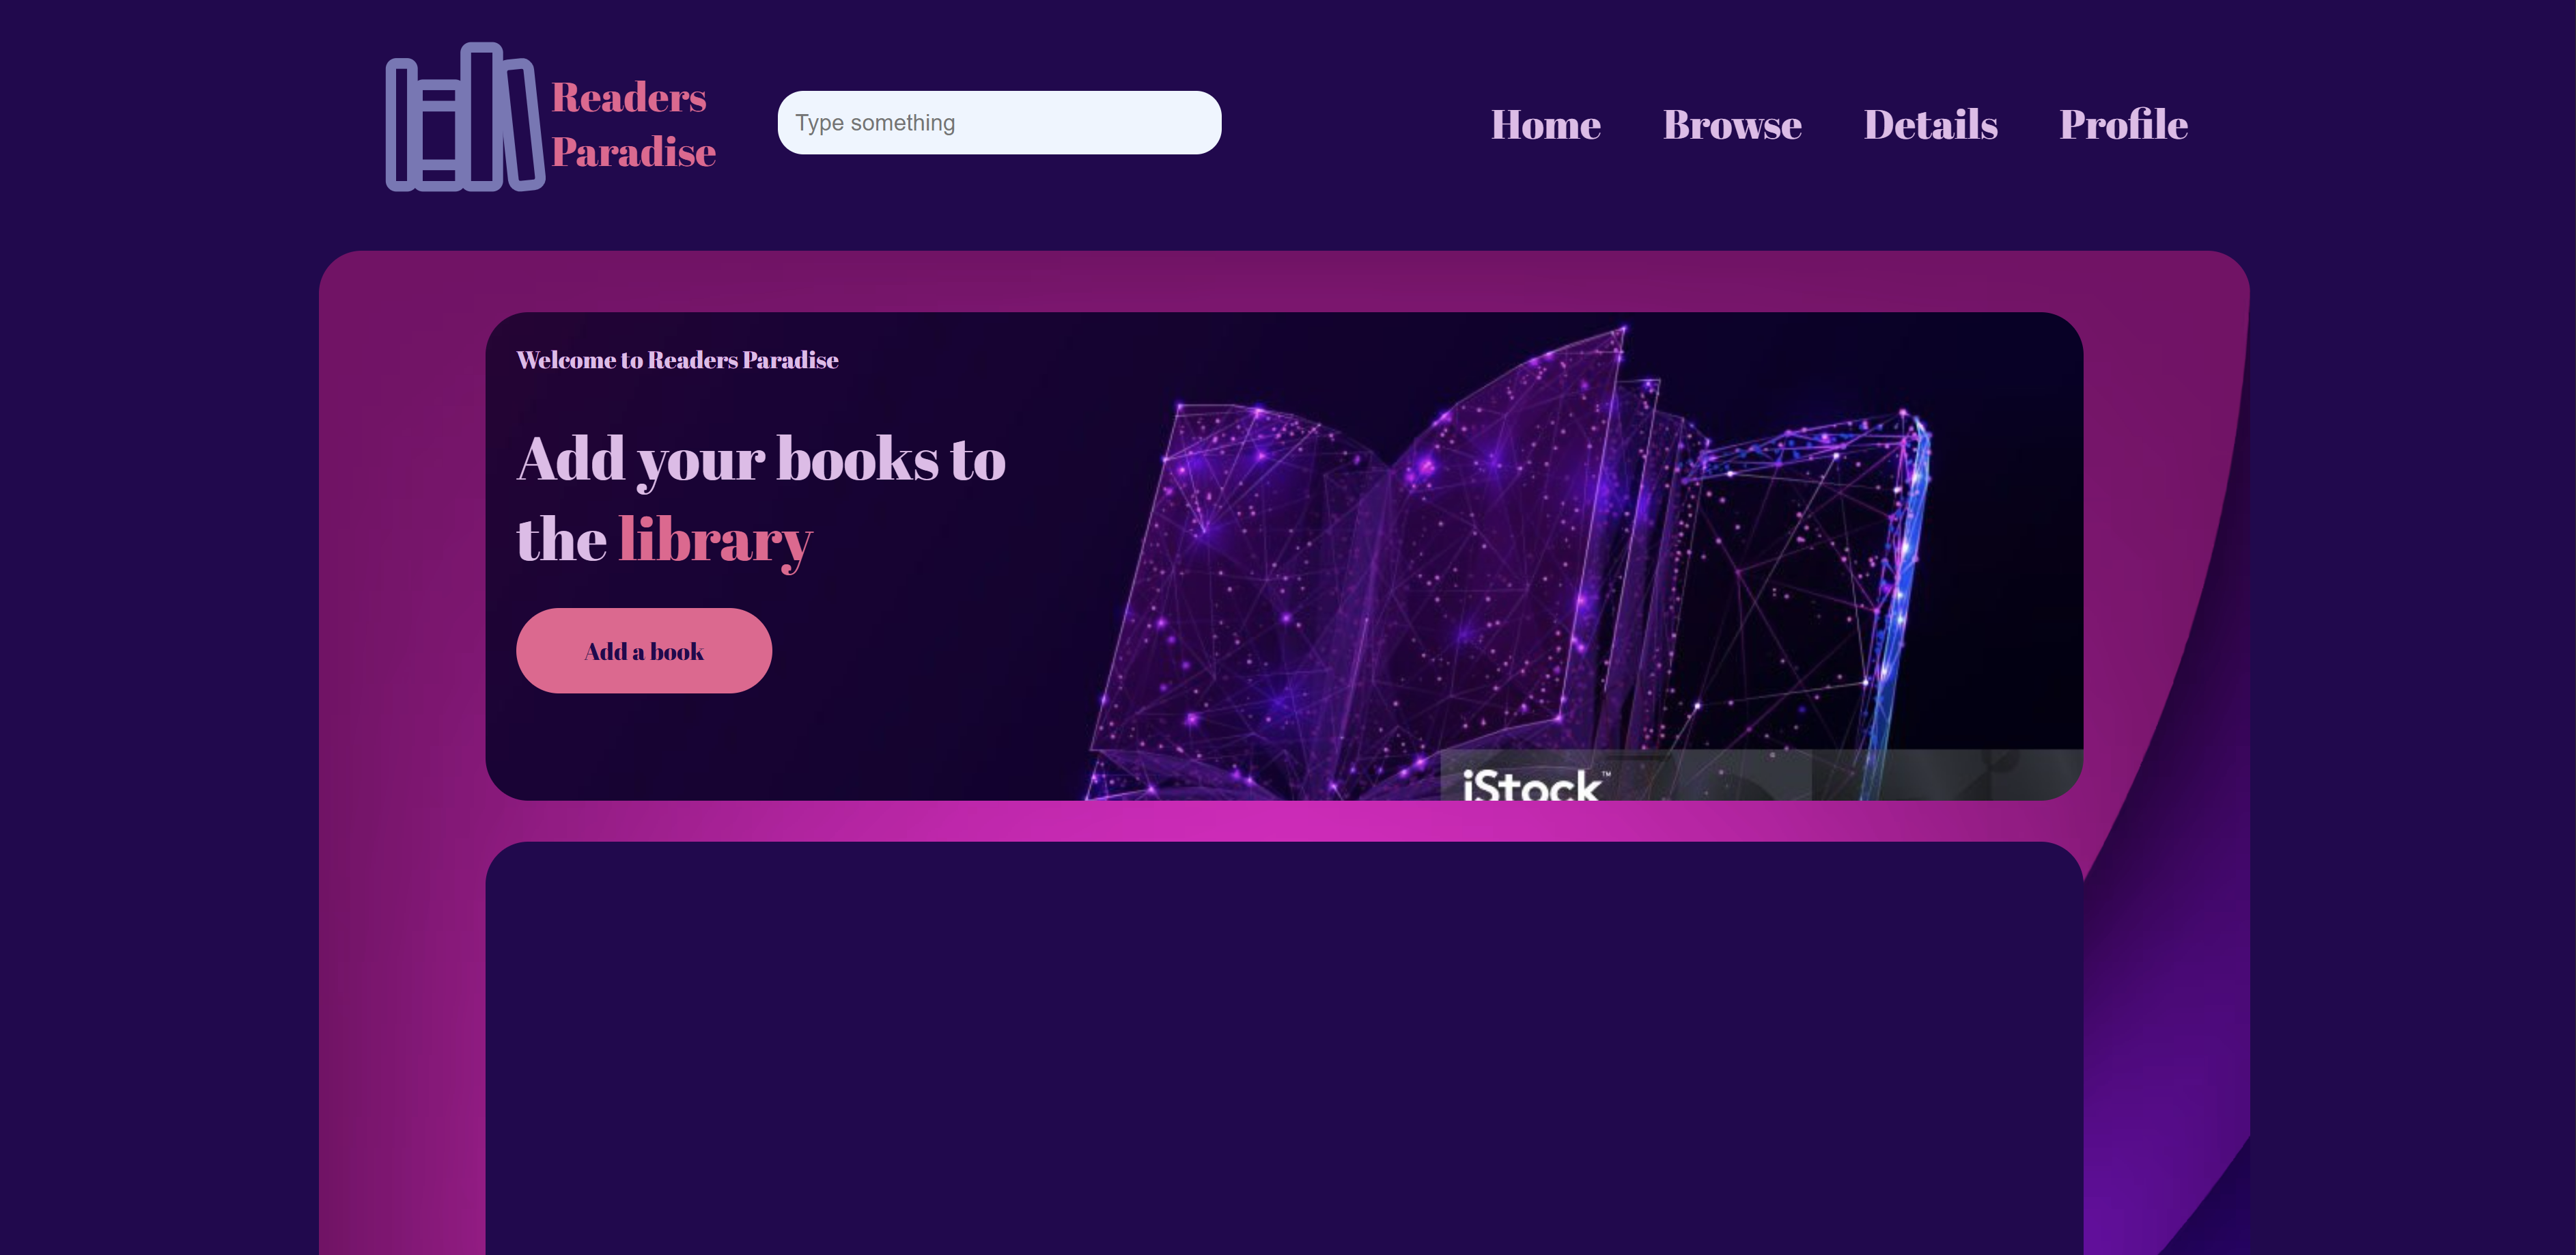 Readers
Paradise
Type something
Home Browse Details Profile
Welcome to Readers Paradise
Add your books to
the library
Add a book
iStock™